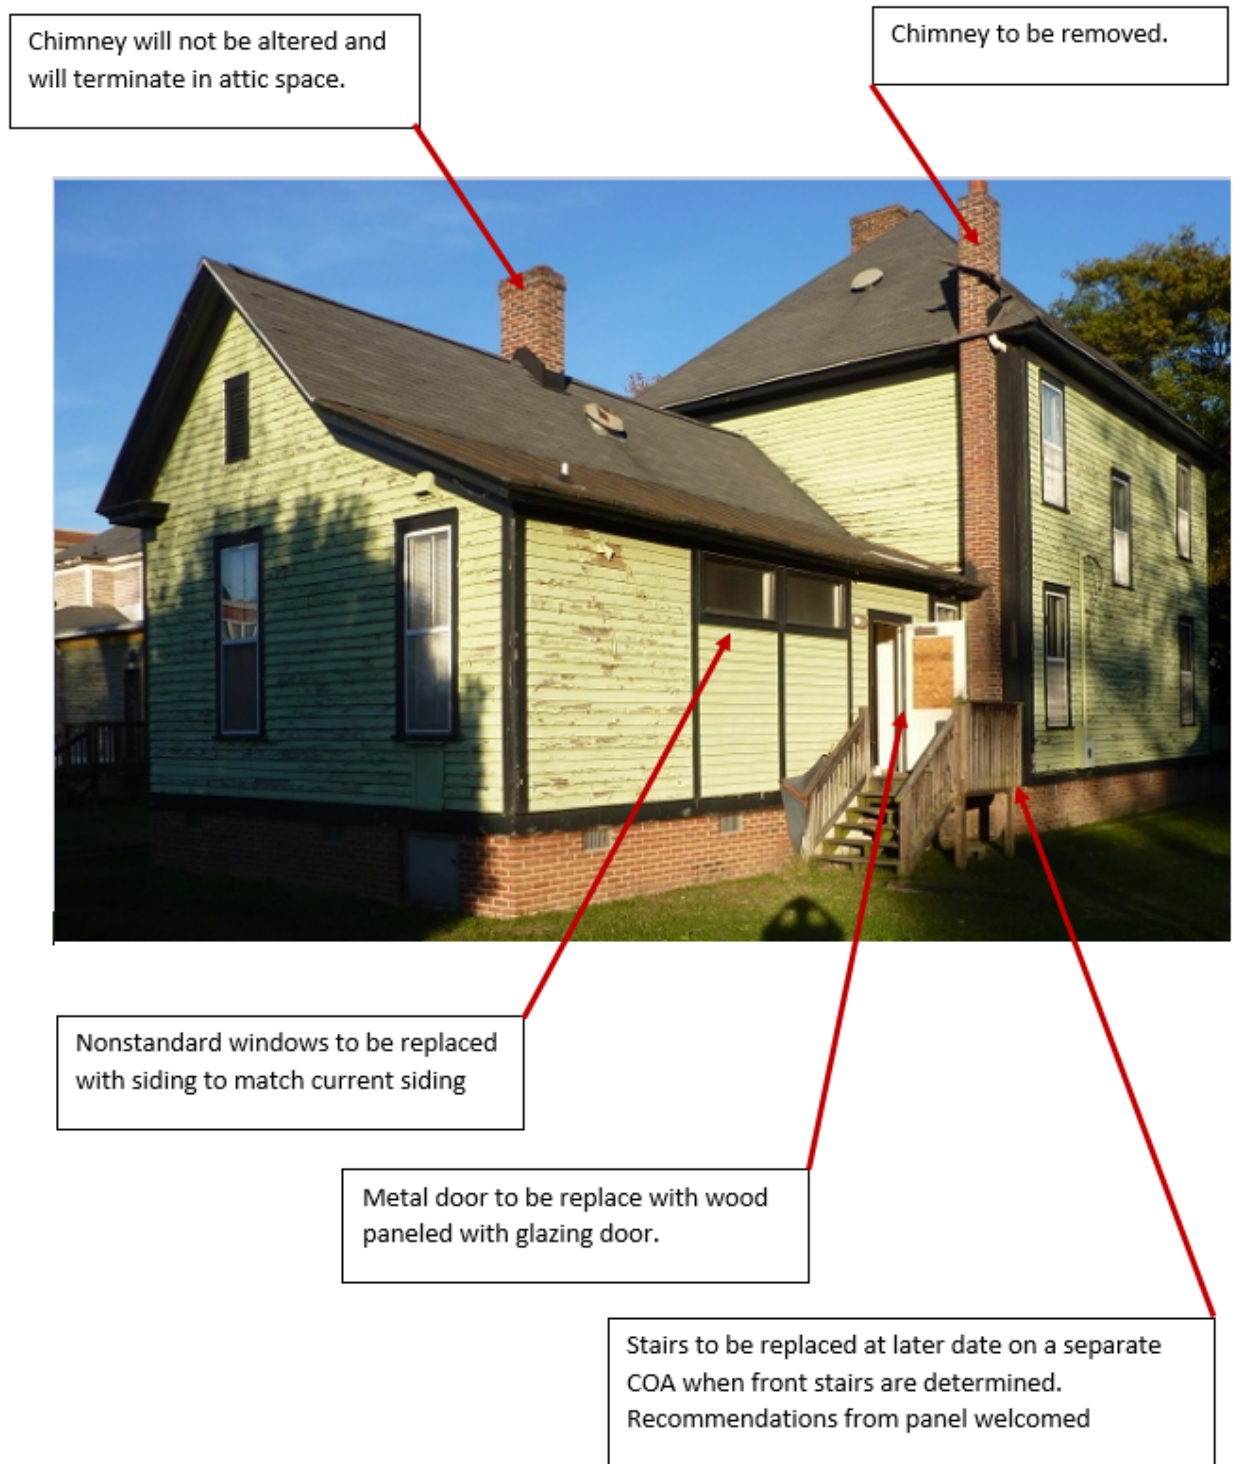 Chimney will not be altered and
will terminate in attic space.
Chimney to be removed.
Nonstandard windows to be replaced
with siding to match current siding
Metal door to be replace with wood
paneled with glazing door.
Stairs to be replaced at later date on a separate
COA when front stairs are determined.
Recommendations from panel welcomed